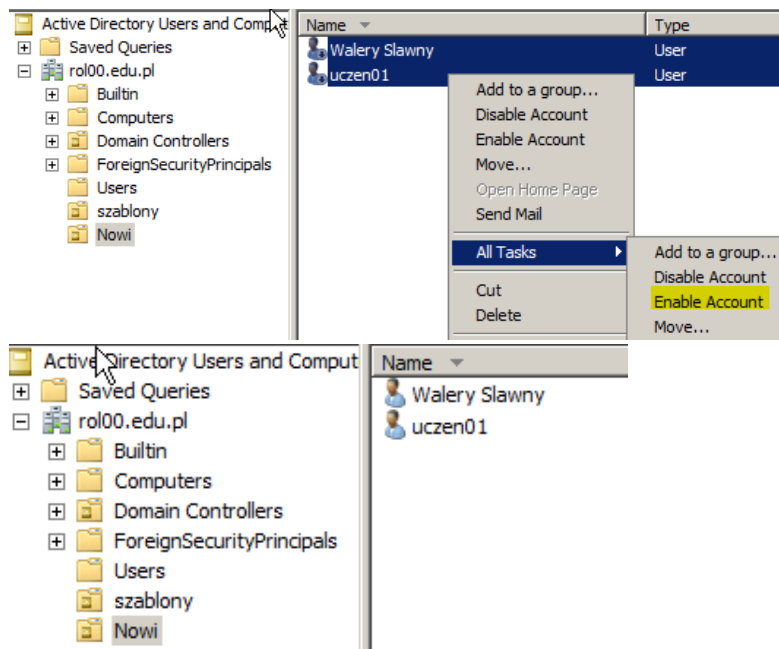 Active Directory Users and Comput
Saved Queries
rol00.edu.pl
Builtin
Computers
Domain Controllers
ForeignSecurityPrincipals
Users
szablony
Nowi
Name Type
Walery Slawny User
uczen01 User
Add to a group...
Disable Account
Enable Account
Move...
Open Home Page
Send Mail
All Tasks
Cut
Delete
Add to a group...
Disable Account
Enable Account
Move...
Active Directory Users and Comput
Saved Queries
rol00.edu.pl
Builtin
Computers
Domain Controllers
ForeignSecurityPrincipals
Users
szablony
Nowi
Name
Walery Slawny
uczen01